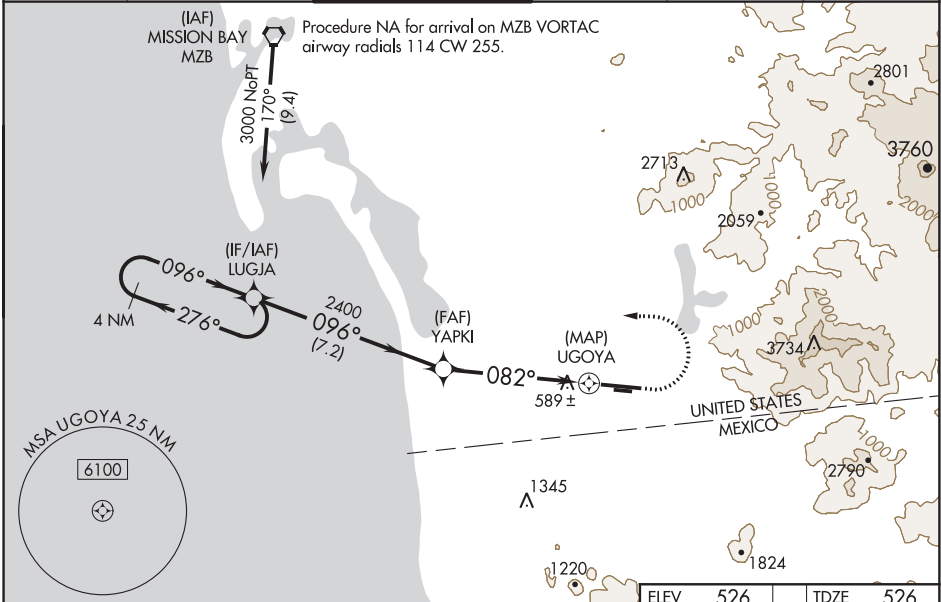 (IAF)
MISSION BAY
MZB
Procedure NA for arrival on MZB VORTAC
airway radials 114 CW 255.
3000 NoPT
170°
(9.4)
2801
3760
2713
1000
1000
2059
2000
(IF/IAF)
LUGJA
096°
276°
4 NM
2400
096°
(7.2)
(FAF)
YAPKI
082°
(MAP)
UGOYA
589 ±
1000
2000
3734
UNITED STATES
MEXICO
MSA UGOYA 25 NM
6100
1345
1000
2790
1824
1220
ELEV 526
TDZE 526